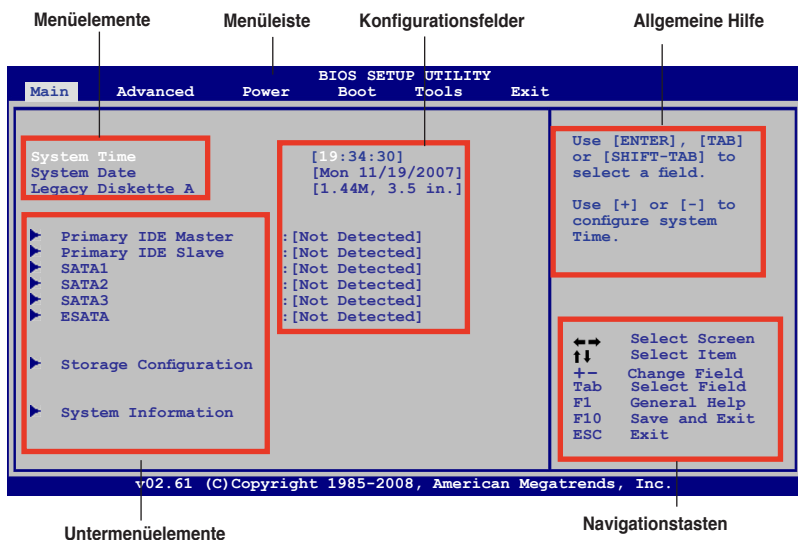 Menüelemente Menüleiste Konfigurationsfelder Allgemeine Hilfe
BIOS SETUP UTILITY
Main Advanced Power Boot Tools Exit
System Time [19:34:30]
System Date [Mon 11/19/2007]
Legacy Diskette A [1.44M, 3.5 in.]
Primary IDE Master :[Not Detected]
Primary IDE Slave :[Not Detected]
SATA1 :[Not Detected]
SATA2 :[Not Detected]
SATA3 :[Not Detected]
ESATA :[Not Detected]
Storage Configuration
System Information
Use [ENTER], [TAB]
or [SHIFT-TAB] to
select a field.
Use [+] or [-] to
configure system
Time.
←→ Select Screen
↑↓ Select Item
+- Change Field
Tab Select Field
F1 General Help
F10 Save and Exit
ESC Exit
v02.61 (C)Copyright 1985-2008, American Megatrends, Inc.
Untermenüelemente Navigationstasten